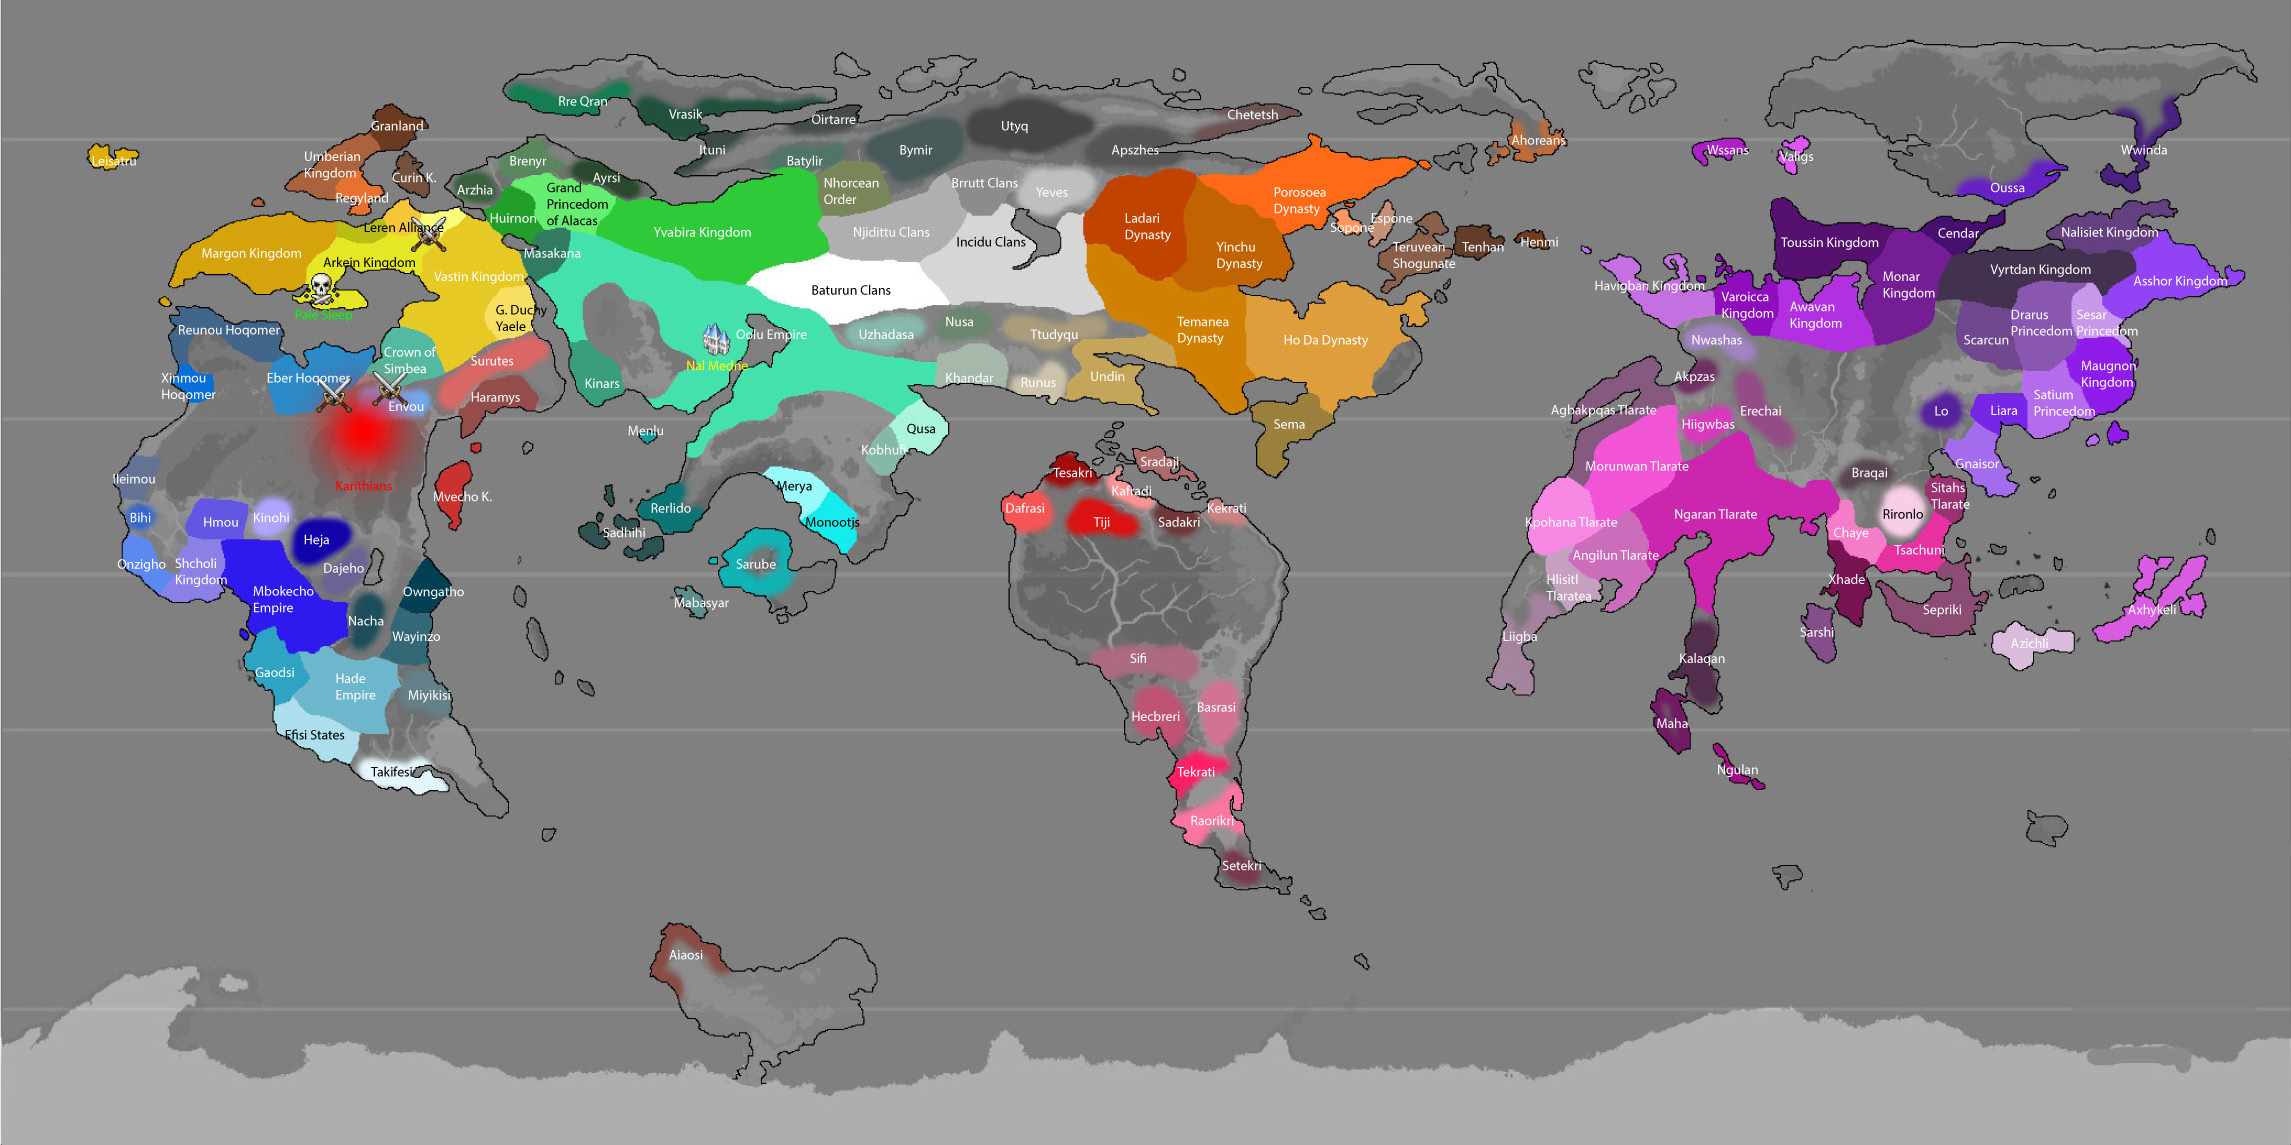 Rre Qran
Vrasik
Oirtarre
Utyq
Chetetsh
Granland
Ahoreans
Leisatru
Umberian
Kingdom
Curin K.
Regyland
Brenyr
Ituni
Batylir
Bymir
Apszhes
Wssans
Valigs
Wwinda
Oussa
Arzhia
Ayrsi
Grand
Princedom
of Alacas
Huirnon
Nhorcean
Order
Brrutt Clans
Yeves
Porosoea
Dynasty
Espone
Sopone
Ladari
Dynasty
Yinchu
Dynasty
Teruvean
Shogunate
Tenhan
Henmi
Leren Alliance
Margon Kingdom
Arkein Kingdom
Vastin Kingdom
Masakana
Yvabira Kingdom
Njidittu Clans
Incidu Clans
Baturun Clans
Toussin Kingdom
Cendar
Nalisiet Kingdom
Havigban Kingdom
Varoicca
Kingdom
Awavan
Kingdom
Monar
Kingdom
Vyrtdan Kingdom
Asshor Kingdom
Pale Sleep
G. Duchy
Yaele
Reunou Hoqomer
Crown of
Simbea
Surutes
Xinmou
Hoqomer
Eber Hoqomer
Envou
Haramys
Kinars
Oolu Empire
Nal Medne
Uzhadasa
Nusa
Ttudyqu
Temanea
Dynasty
Ho Da Dynasty
Khandar
Runus
Undin
Sema
Nwashas
Scarcun
Drarus
Princedom
Sesar
Princedom
Maugnon
Kingdom
Satium
Princedom
Liara
Lo
Gnaisor
Akpzas
Agbakpqas Tlarate
Hiigwbas
Erechai
Morunwan Tlarate
Braqai
Sitahs
Tlarate
Rironlo
Kpohana Tlarate
Ngaran Tlarate
Chaye
Tsachuni
Angilun Tlarate
Hlisitl
Tlaratea
Xhade
Liigba
Sarshi
Sepriki
Axhykeli
Azichli
Kalaqan
Maha
Ngulan
Menlu
Qusa
Kobhufi
Karithians
Mvecho K.
Ileimou
Bihi
Hmou
Kinohi
Heja
Onzigho
Shcholi
Kingdom
Dajeho
Mbokecho
Empire
Owngatho
Nacha
Wayinzo
Gaodsi
Hade
Empire
Miyikisi
Efisi States
Takifesi
Rerlido
Sadhihi
Merya
Monootjs
Sarube
Mabasyar
Tesakri
Sradaji
Kafradi
Dafrasi
Tiji
Sadakri
Kekrati
Sifi
Hecbreri
Basrasi
Tekrati
Raorikri
Setekri
Aiaosi